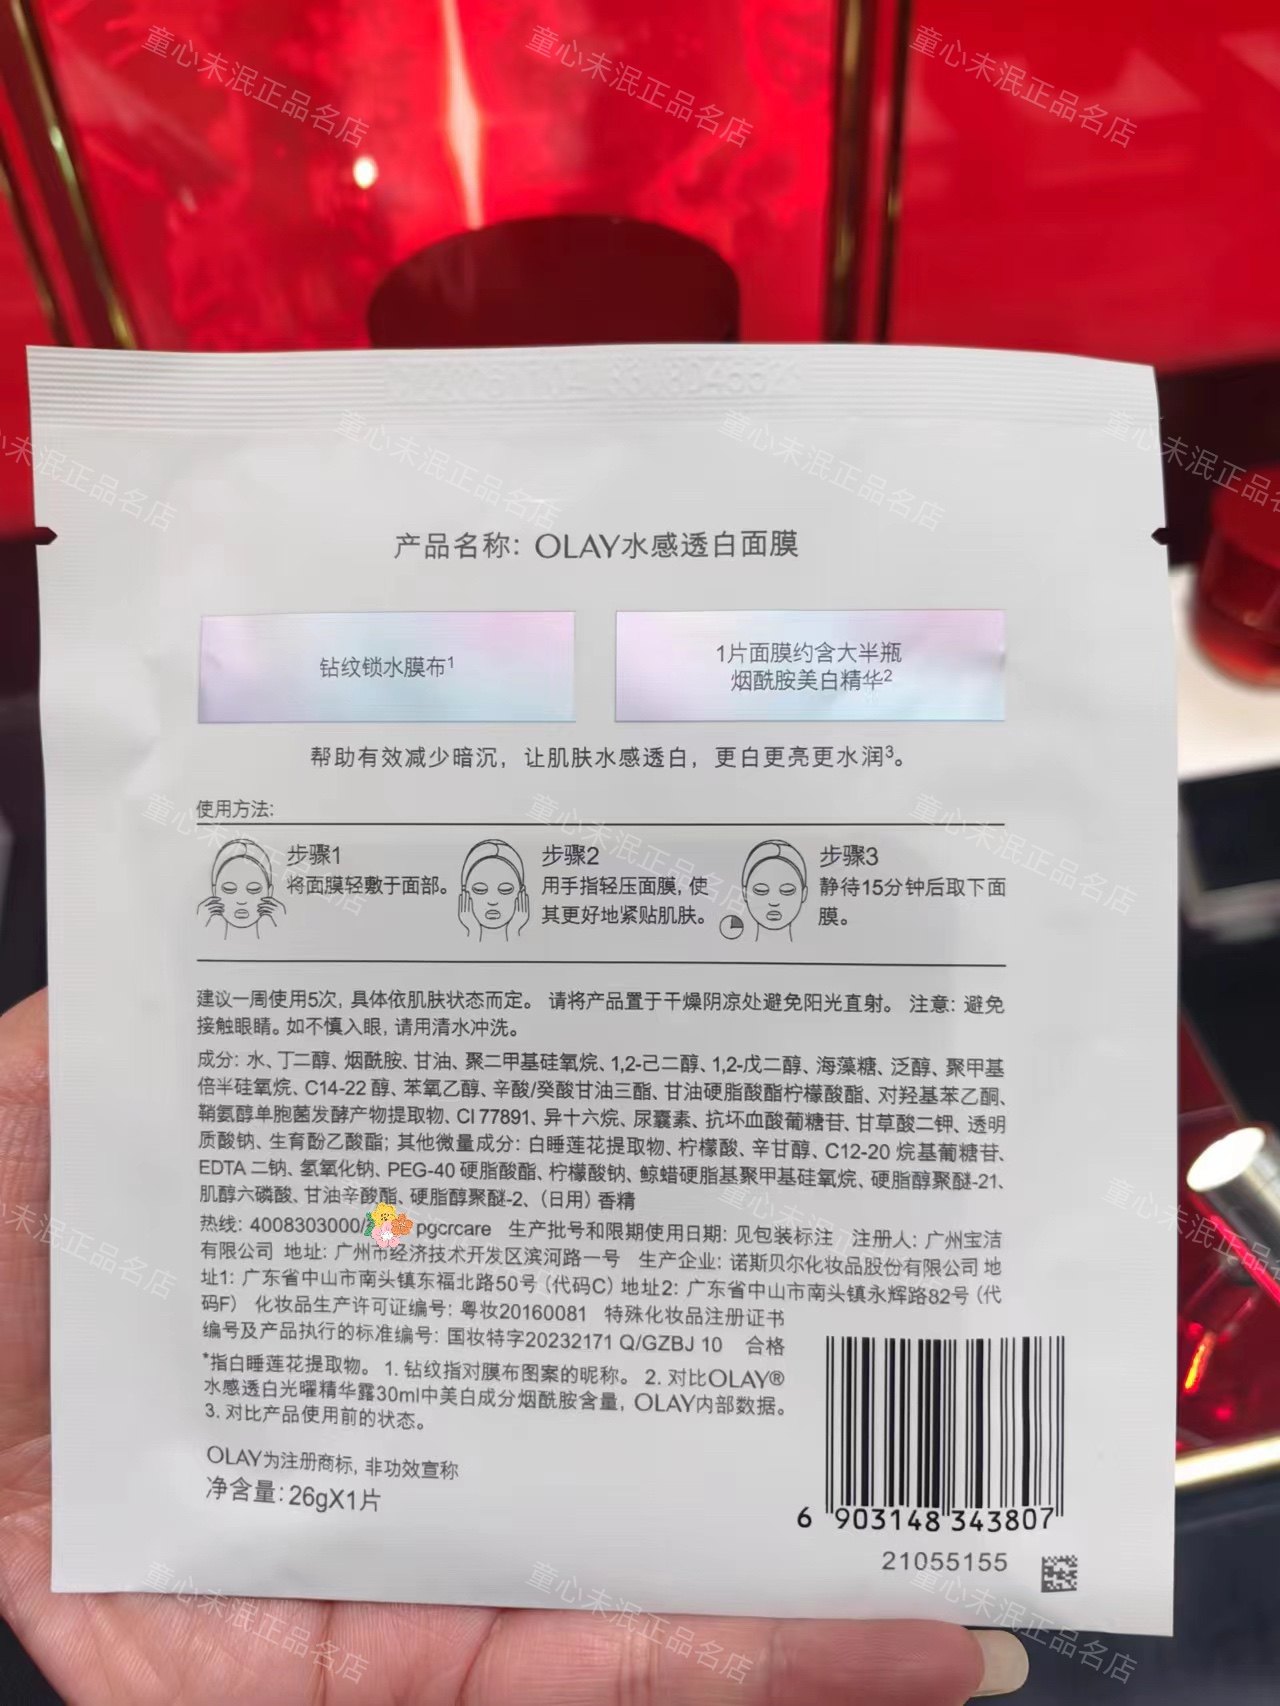 产品名称: OLAY水感透白面膜
钻纹锁水膜布1
1片面膜约含大半瓶
烟酰胺美白精华2
帮助有效减少暗沉, 让肌肤水感透白, 更白更亮更水润3。
使用方法:
步骤1
将面膜轻敷于面部。
步骤2
用手指轻压面膜, 使
其更好地紧贴肌肤。
步骤3
静待15分钟后取下面
膜。
建议一周使用5次, 具体依肌肤状态而定。 请将产品置于干燥阴凉处避免阳光直射。 注意: 避免
接触眼睛。如不慎入眼, 请用清水冲洗。
成分: 水、丁二醇、烟酰胺、甘油、聚二甲基硅氧烷、1,2-己二醇、1,2-戊二醇、海藻糖、泛醇、聚甲基
倍半硅氧烷、C14-22 醇、苯氧乙醇、辛酸/癸酸甘油三酯、甘油硬脂酸酯柠檬酸酯、对羟基苯乙酮、
鞘氨醇单胞菌发酵产物提取物、CI 77891、异十六烷、尿囊素、抗坏血酸葡糖苷、甘草酸二钾、透明
质酸钠、生育酚乙酸酯; 其他微量成分: 白睡莲花提取物、柠檬酸、辛甘醇、C12-20 烷基葡糖苷、
EDTA 二钠、氢氧化钠、PEG-40 硬脂酸酯、柠檬酸钠、鲸蜡硬脂基聚甲基硅氧烷、硬脂醇聚醚-21、
肌醇六磷酸、甘油辛酸酯、硬脂醇聚醚-2、(日用) 香精
热线: 4008303000/ pgcrcare 生产批号和限期使用日期: 见包装标注 注册人: 广州宝洁
有限公司 地址: 广州市经济技术开发区滨河路一号 生产企业: 诺斯贝尔化妆品股份有限公司 地
址1: 广东省中山市南头镇东福北路50号 (代码C) 地址2: 广东省中山市南头镇永辉路82号 (代
码F) 化妆品生产许可证编号: 粤妆20160081 特殊化妆品注册证书
编号及产品执行的标准编号: 国妆特字20232171 Q/GZBJ 10 合格
*指白睡莲花提取物。 1. 钻纹指对膜布图案的昵称。 2. 对比OLAY®
水感透白光曜精华露30ml中美白成分烟酰胺含量, OLAY内部数据。
3. 对比产品使用前的状态。
OLAY为注册商标, 非功效宣称
净含量: 26gX1片
6 903148 343807
21055155
童心未泯正品名店